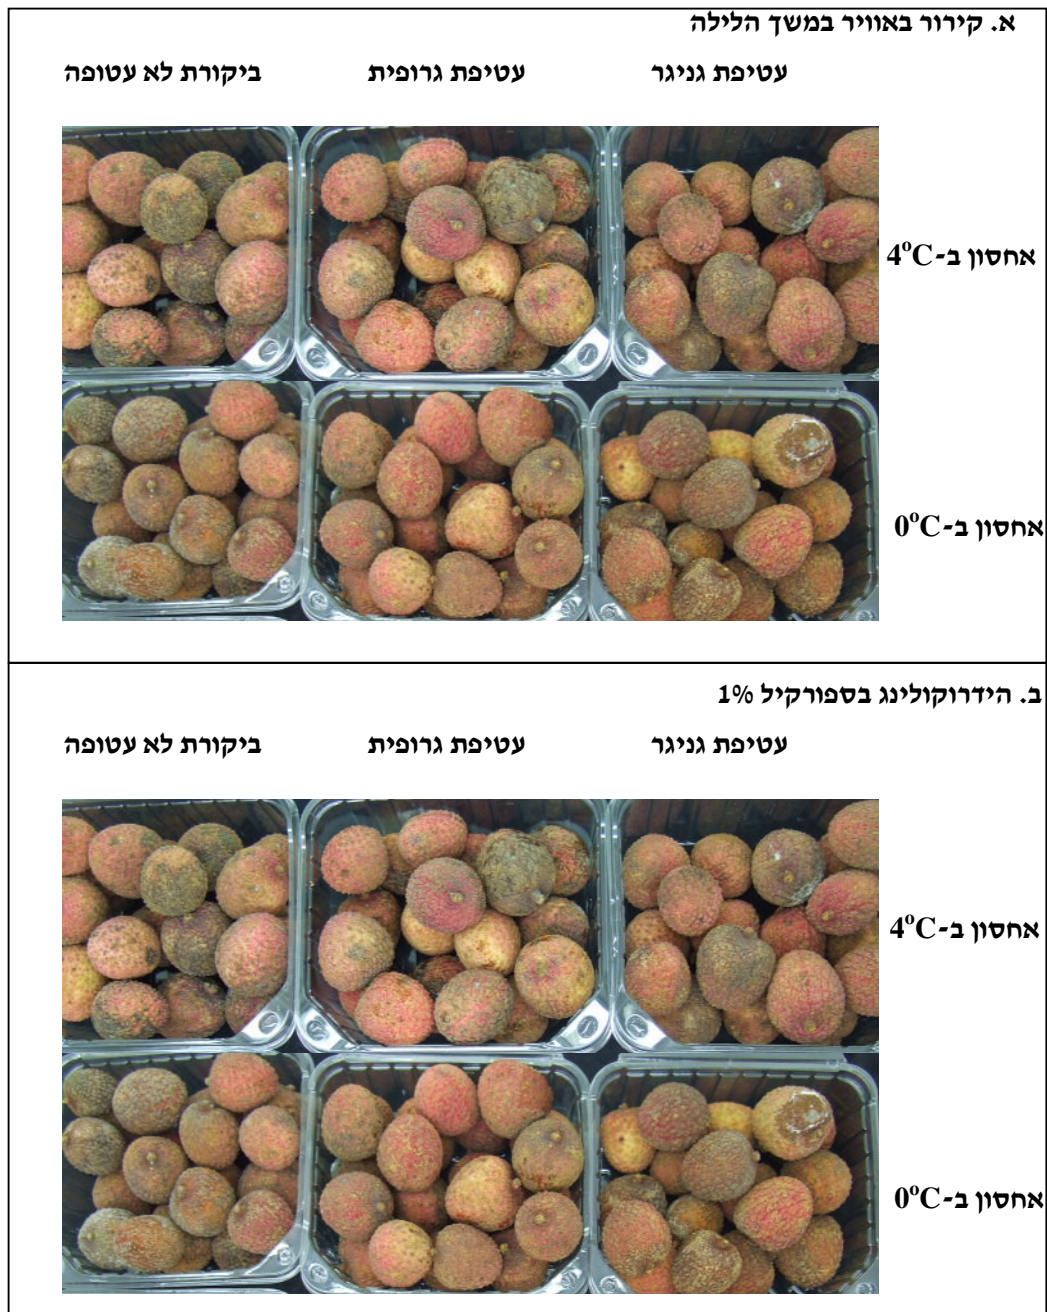 א. קירור באוויר במשך הלילה
עטיפת גניגר עטיפת גרופית ביקורת לא עטופה
אחסון ב-4°C
אחסון ב-0°C
ב. הידרוקולינג בספורקיל 1%
עטיפת גניגר עטיפת גרופית ביקורת לא עטופה
אחסון ב-4°C
אחסון ב-0°C